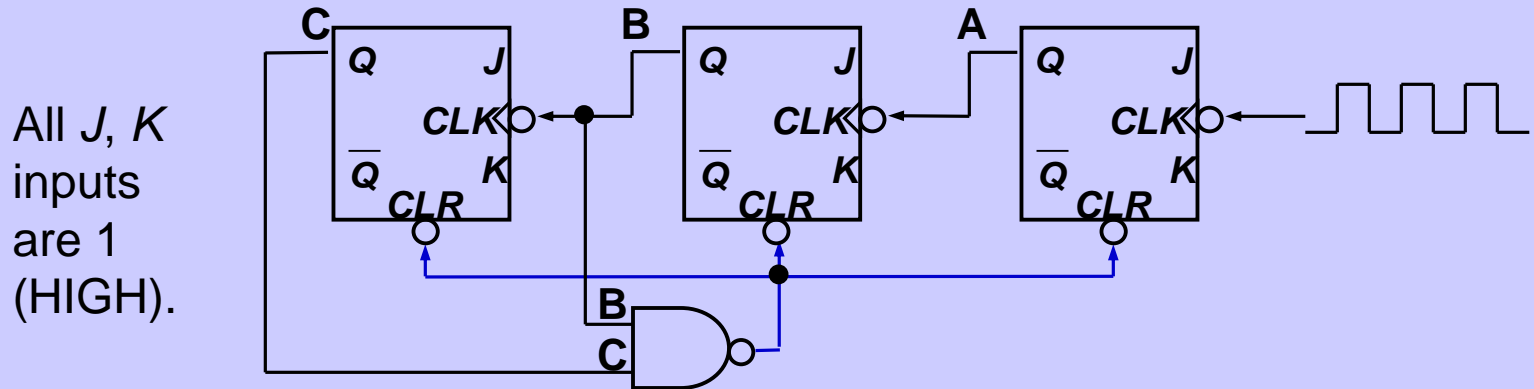 All J, K
inputs
are 1
(HIGH).
C
Q
J
CLK
Q̅
K
CLR
B
Q
J
CLK
Q̅
K
CLR
A
Q
J
CLK
Q̅
K
CLR
B
C